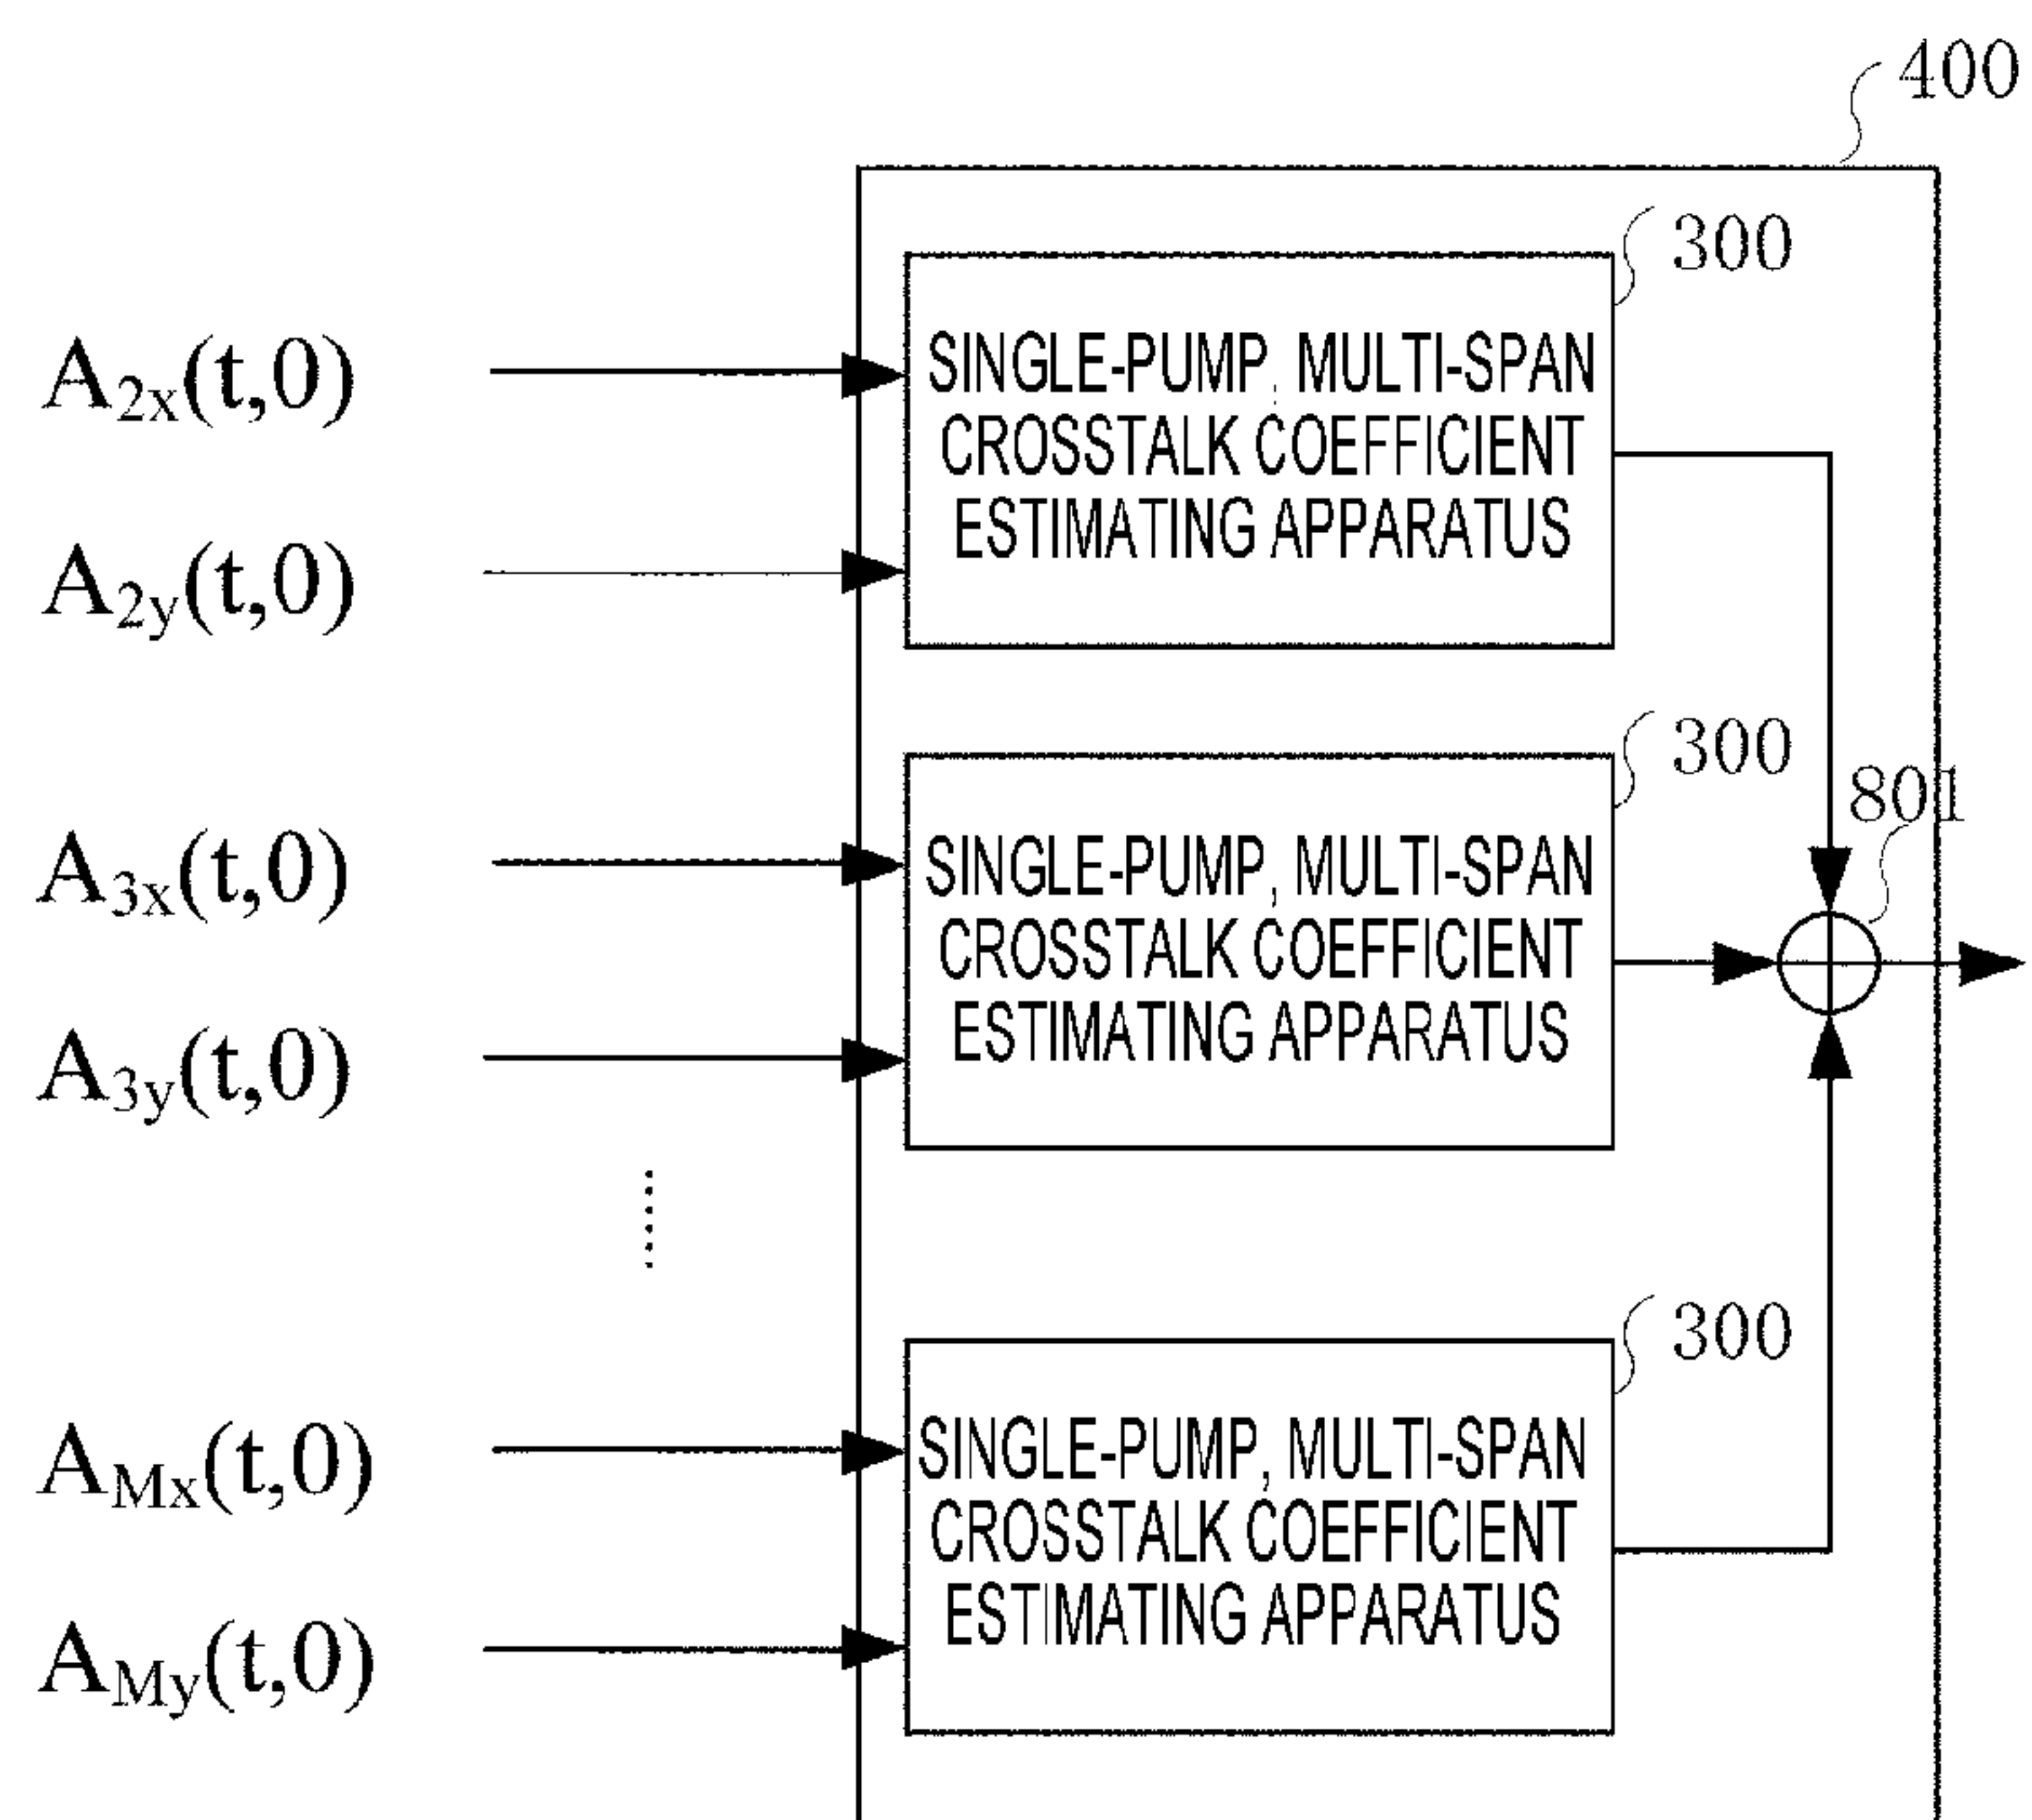 400
300
A2x(t,0)
SINGLE-PUMP, MULTI-SPAN
CROSSTALK COEFFICIENT
ESTIMATING APPARATUS
A2y(t,0)
300
801
A3x(t,0)
SINGLE-PUMP, MULTI-SPAN
CROSSTALK COEFFICIENT
ESTIMATING APPARATUS
A3y(t,0)
......
300
AMx(t,0)
SINGLE-PUMP, MULTI-SPAN
CROSSTALK COEFFICIENT
ESTIMATING APPARATUS
AMy(t,0)